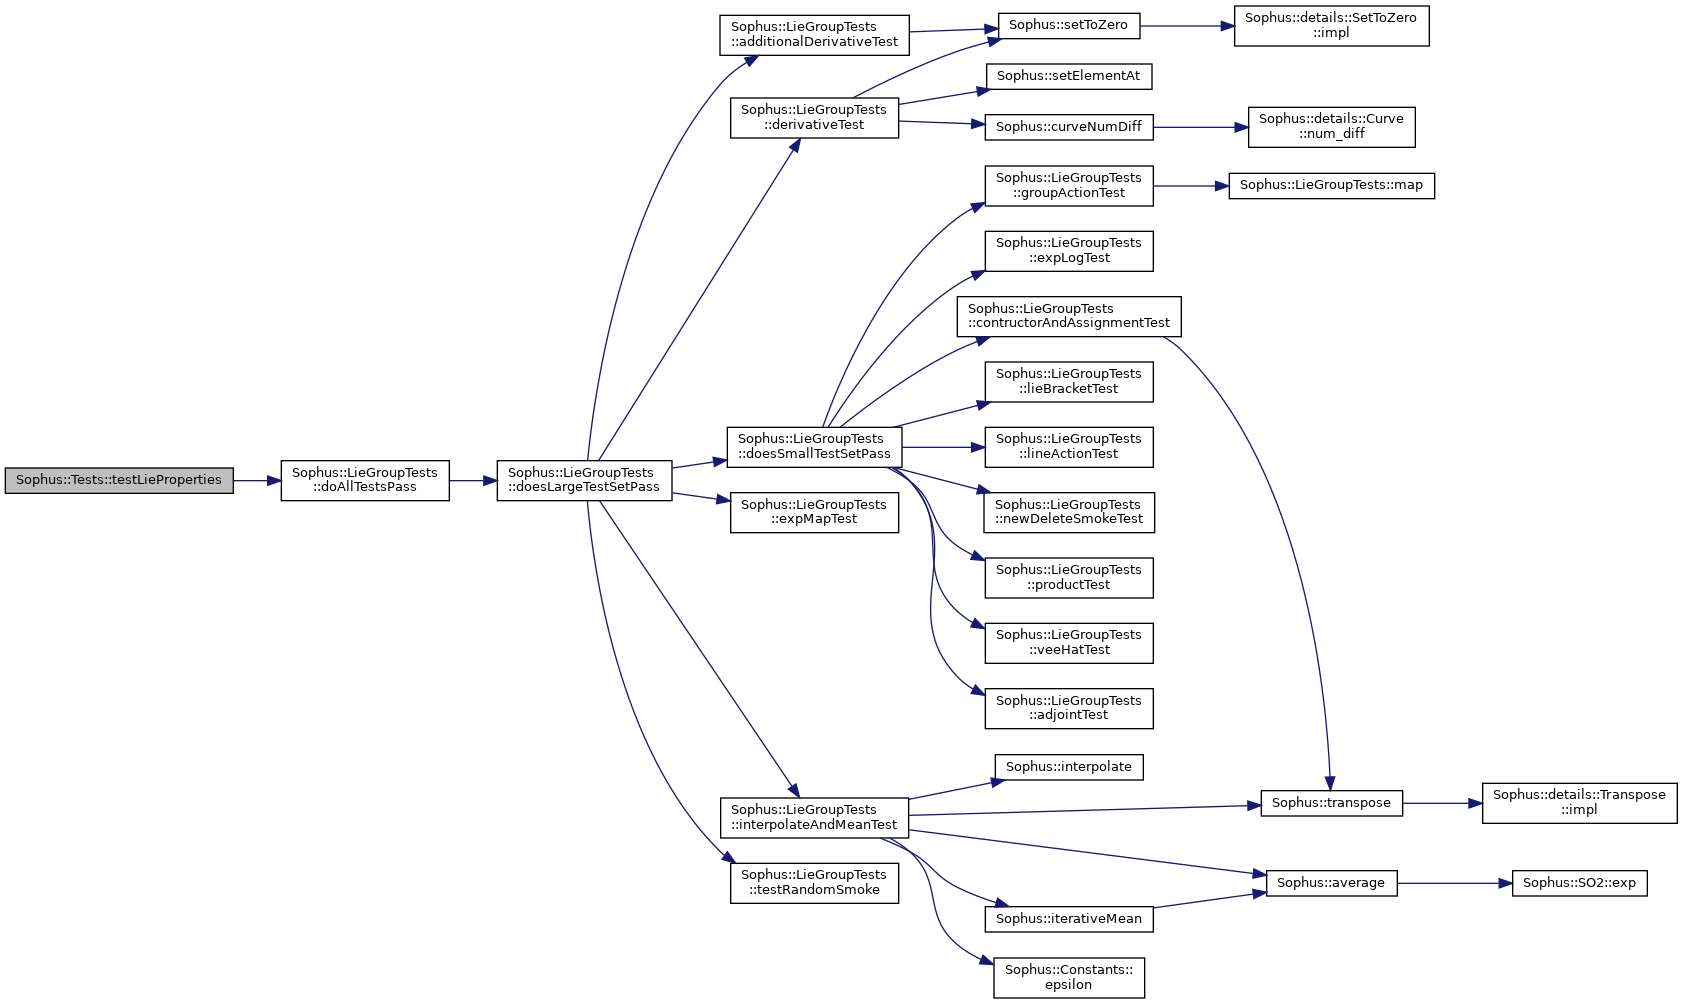 Sophus::Tests::testLieProperties
Sophus::LieGroupTests
::doAllTestsPass
Sophus::LieGroupTests
::doesLargeTestSetPass
Sophus::LieGroupTests
::additionalDerivativeTest
Sophus::LieGroupTests
::derivativeTest
Sophus::LieGroupTests
::doesSmallTestSetPass
Sophus::LieGroupTests
::expMapTest
Sophus::LieGroupTests
::interpolateAndMeanTest
Sophus::LieGroupTests
::testRandomSmoke
Sophus::setToZero
Sophus::setElementAt
Sophus::curveNumDiff
Sophus::LieGroupTests
::groupActionTest
Sophus::LieGroupTests
::expLogTest
Sophus::LieGroupTests
::contructorAndAssignmentTest
Sophus::LieGroupTests
::lieBracketTest
Sophus::LieGroupTests
::lineActionTest
Sophus::LieGroupTests
::newDeleteSmokeTest
Sophus::LieGroupTests
::productTest
Sophus::LieGroupTests
::veeHatTest
Sophus::LieGroupTests
::adjointTest
Sophus::interpolate
Sophus::iterativeMean
Sophus::Constants::
epsilon
Sophus::details::SetToZero
::impl
Sophus::details::Curve
::num_diff
Sophus::LieGroupTests::map
Sophus::transpose
Sophus::average
Sophus::details::Transpose
::impl
Sophus::SO2::exp